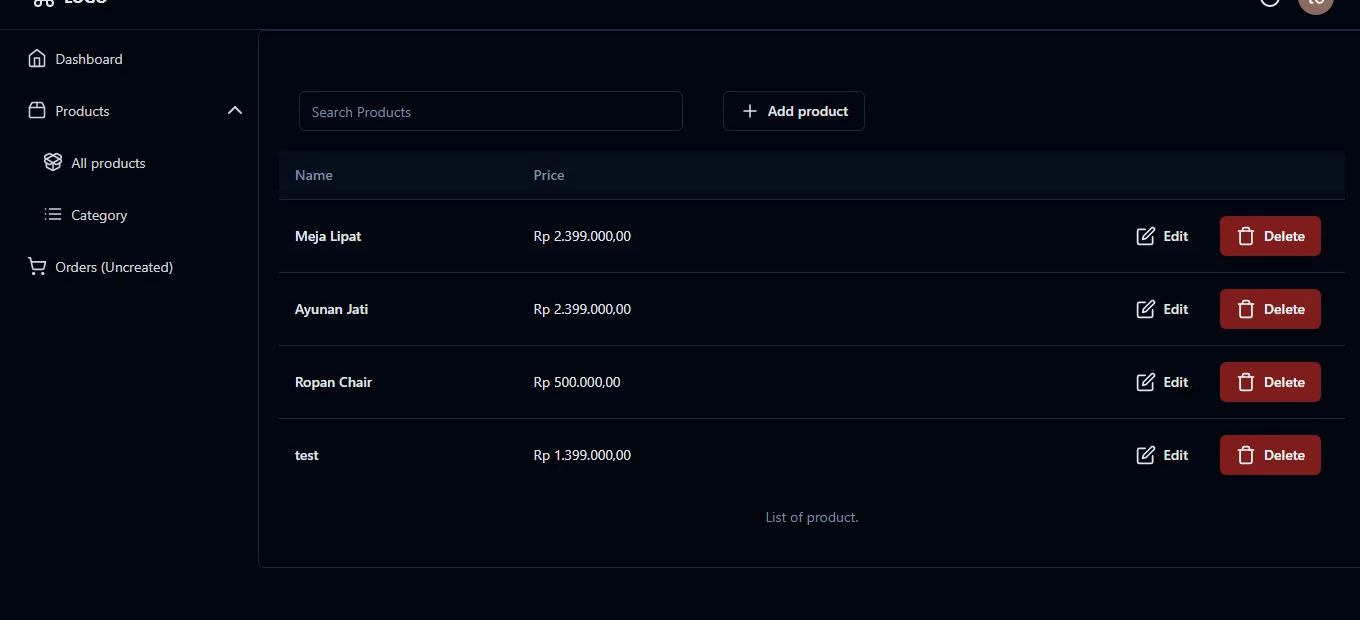 LOGO
Dashboard
Products
All products
Category
Orders (Uncreated)
Search Products
Add product
Name Price
Meja Lipat Rp 2.399.000,00 Edit Delete
Ayunan Jati Rp 2.399.000,00 Edit Delete
Ropan Chair Rp 500.000,00 Edit Delete
test Rp 1.399.000,00 Edit Delete
List of product.